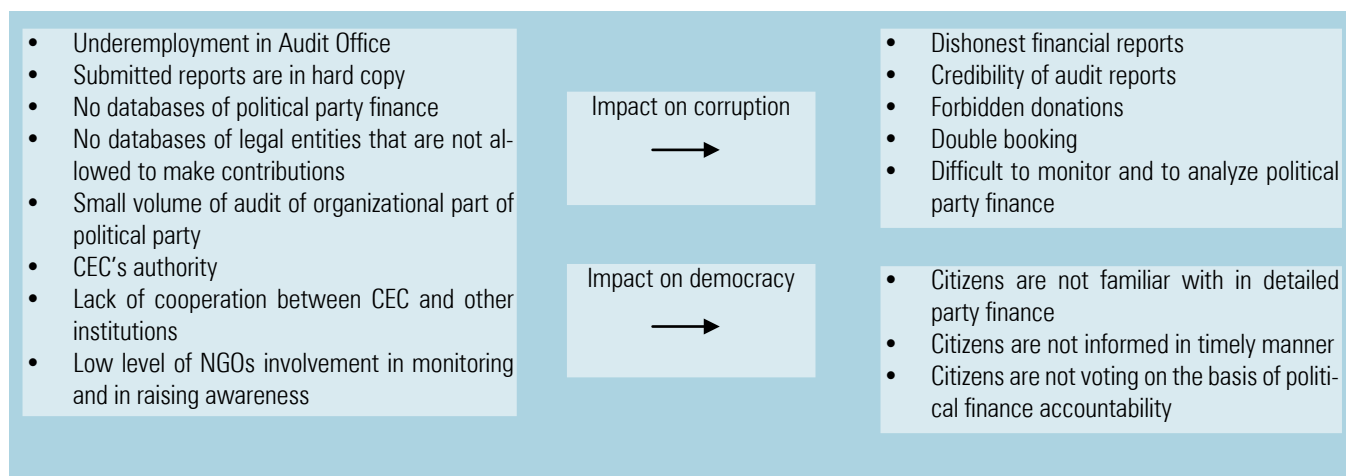 • Underemployment in Audit Office
• Submitted reports are in hard copy
• No databases of political party finance
• No databases of legal entities that are not al-
lowed to make contributions
• Small volume of audit of organizational part of
political party
• CEC's authority
• Lack of cooperation between CEC and other
institutions
• Low level of NGOs involvement in monitoring
and in raising awareness
Impact on corruption
Impact on democracy
• Dishonest financial reports
• Credibility of audit reports
• Forbidden donations
• Double booking
• Difficult to monitor and to analyze political
party finance
• Citizens are not familiar with in detailed
party finance
• Citizens are not informed in timely manner
• Citizens are not voting on the basis of politi-
cal finance accountability